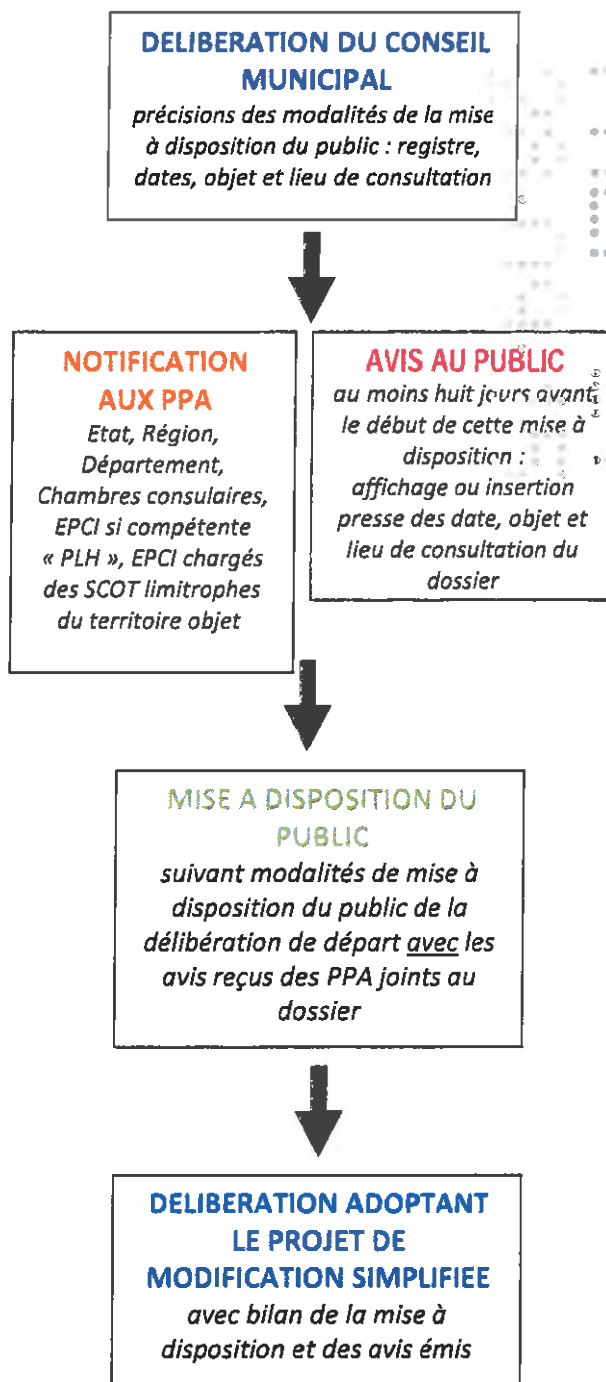 DELIBERATION DU CONSEIL
MUNICIPAL
précisions des modalités de la mise
à disposition du public : registre,
dates, objet et lieu de consultation
NOTIFICATION
AUX PPA
Etat, Région,
Département,
Chambres consulaires,
EPCI si compétente
« PLH », EPCI chargés
des SCOT limitrophes
du territoire objet
AVIS AU PUBLIC
au moins huit jours avant
le début de cette mise à
disposition :
affichage ou insertion
presse des date, objet et
lieu de consultation du
dossier
MISE A DISPOSITION DU
PUBLIC
suivant modalités de mise à
disposition du public de la
délibération de départ avec les
avis reçus des PPA joints au
dossier
DELIBERATION ADOPTANT
LE PROJET DE
MODIFICATION SIMPLIFIEE
avec bilan de la mise à
disposition et des avis émis